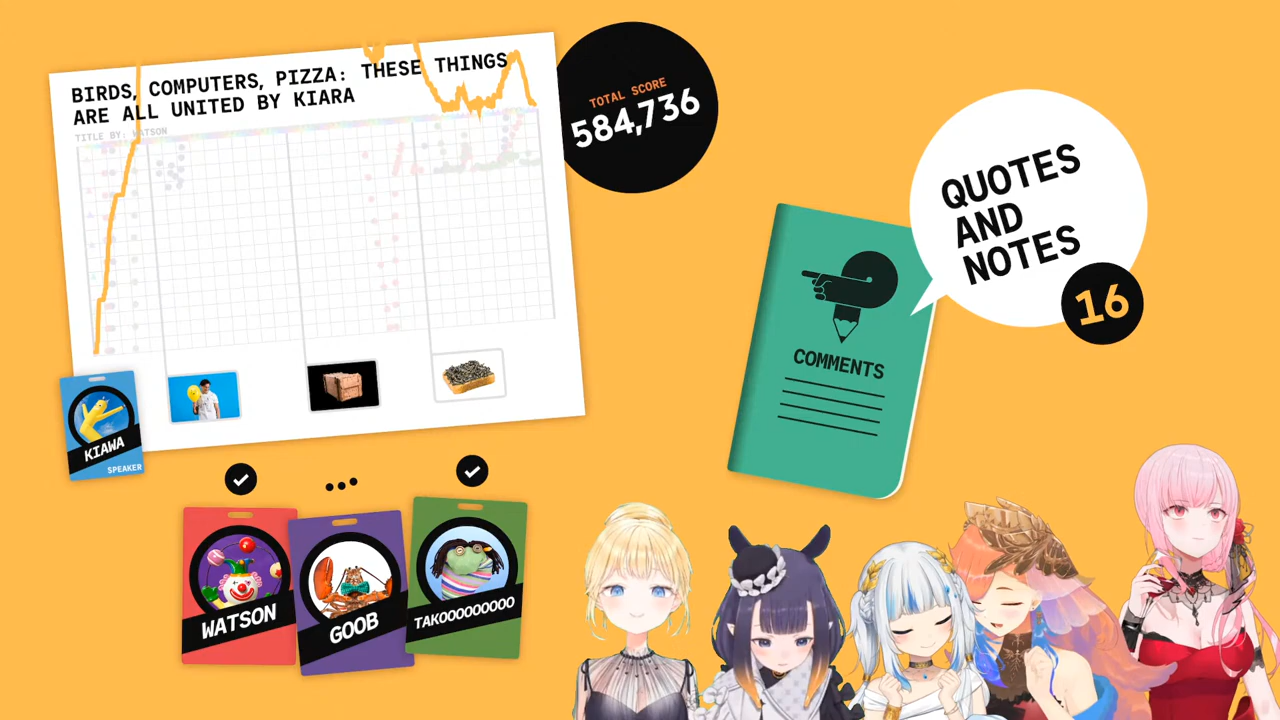 BIRDS, COMPUTERS, PIZZA: THESE THINGS
ARE ALL UNITED BY KIARA
TITLE BY: WATSON
TOTAL SCORE
584,736
QUOTES
AND
NOTES
16
COMMENTS
KIAWA
SPEAKER
WATSON
GOOB
TAKOOOOOOOOO